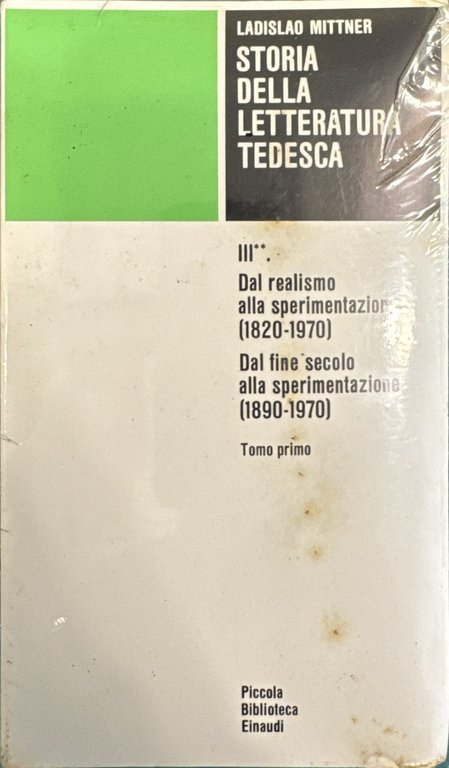 LADISLAO MITTNER
STORIA
DELLA
LETTERATURA
TEDESCA
III**.
Dal realismo
alla sperimentazione
(1820-1970)
Dal fine secolo
alla sperimentazione
(1890-1970)
Tomo primo
Piccola
Biblioteca
Einaudi